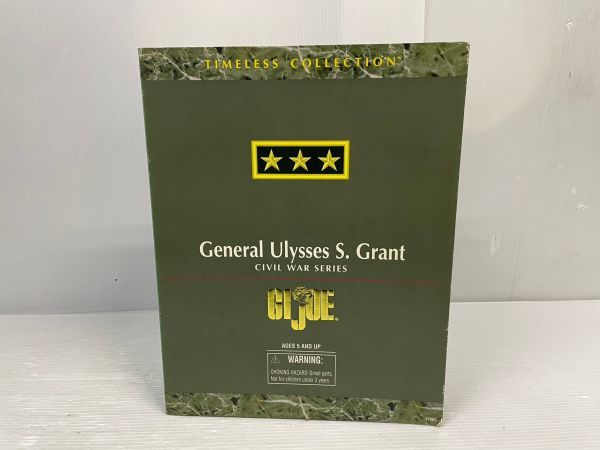 TIMELESS COLLECTION™
General Ulysses S. Grant
CIVIL WAR SERIES
GI JOE®
AGES 5 AND UP
⚠ WARNING:
CHOKING HAZARD-Small parts.
Not for children under 3 years.